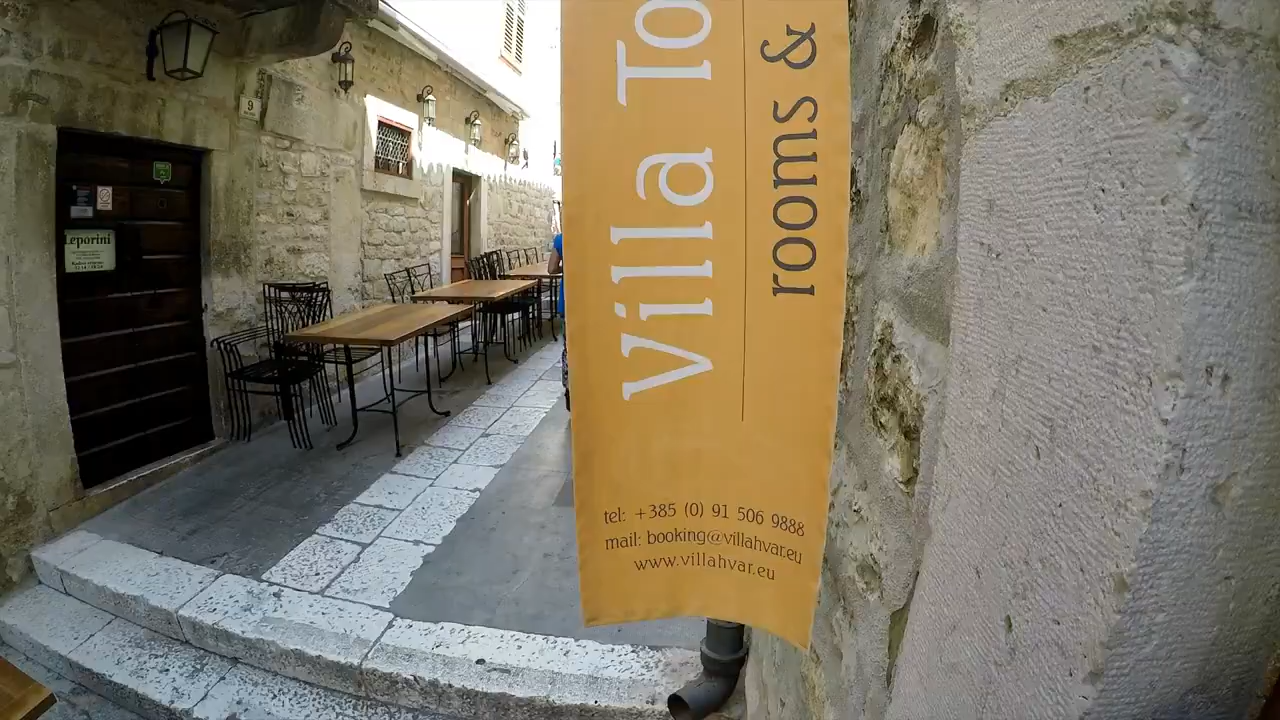 9
Leporini
Villa To
rooms &
tel: +385 (0) 91 506 9888
mail: booking@villahvar.eu
www.villahvar.eu